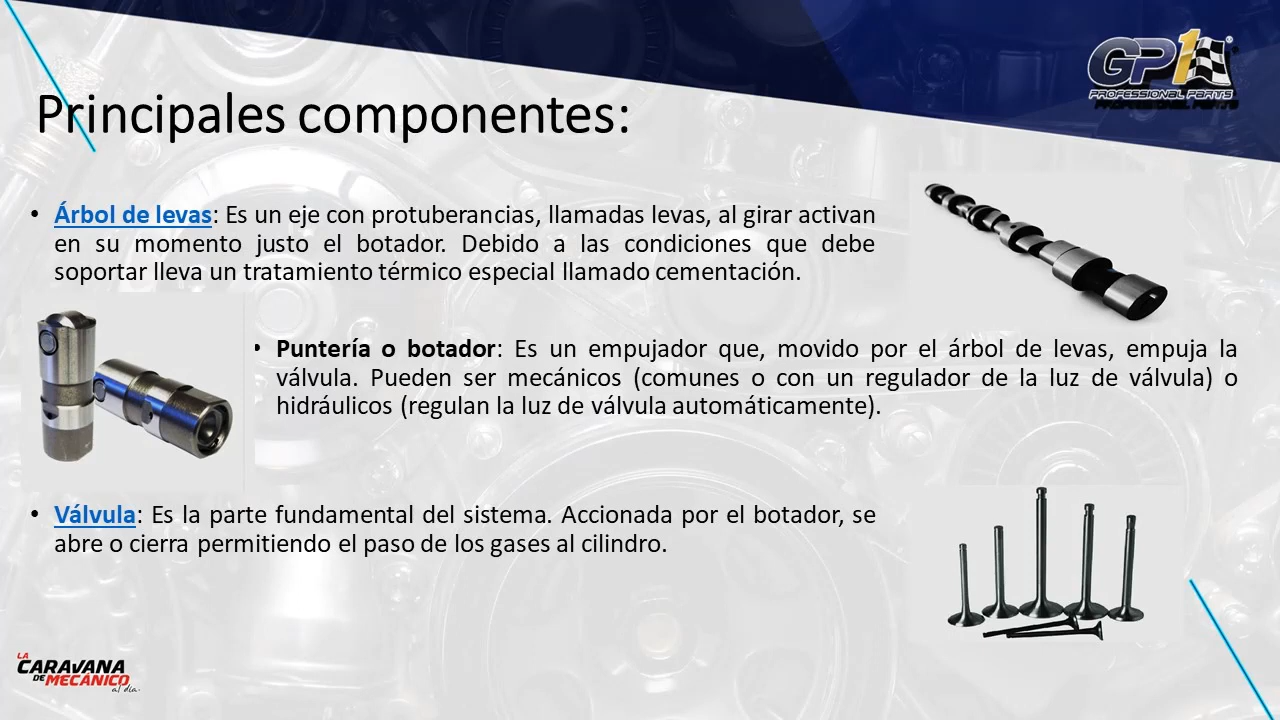 GP1
PROFESSIONAL PARTS
Principales componentes:
• Árbol de levas: Es un eje con protuberancias, llamadas levas, al girar activan
en su momento justo el botador. Debido a las condiciones que debe
soportar lleva un tratamiento térmico especial llamado cementación.
• Puntería o botador: Es un empujador que, movido por el árbol de levas, empuja la
válvula. Pueden ser mecánicos (comunes o con un regulador de la luz de válvula) o
hidráulicos (regulan la luz de válvula automáticamente).
• Válvula: Es la parte fundamental del sistema. Accionada por el botador, se
abre o cierra permitiendo el paso de los gases al cilindro.
LA
CARAVANA
DE MECÁNICO
al día.